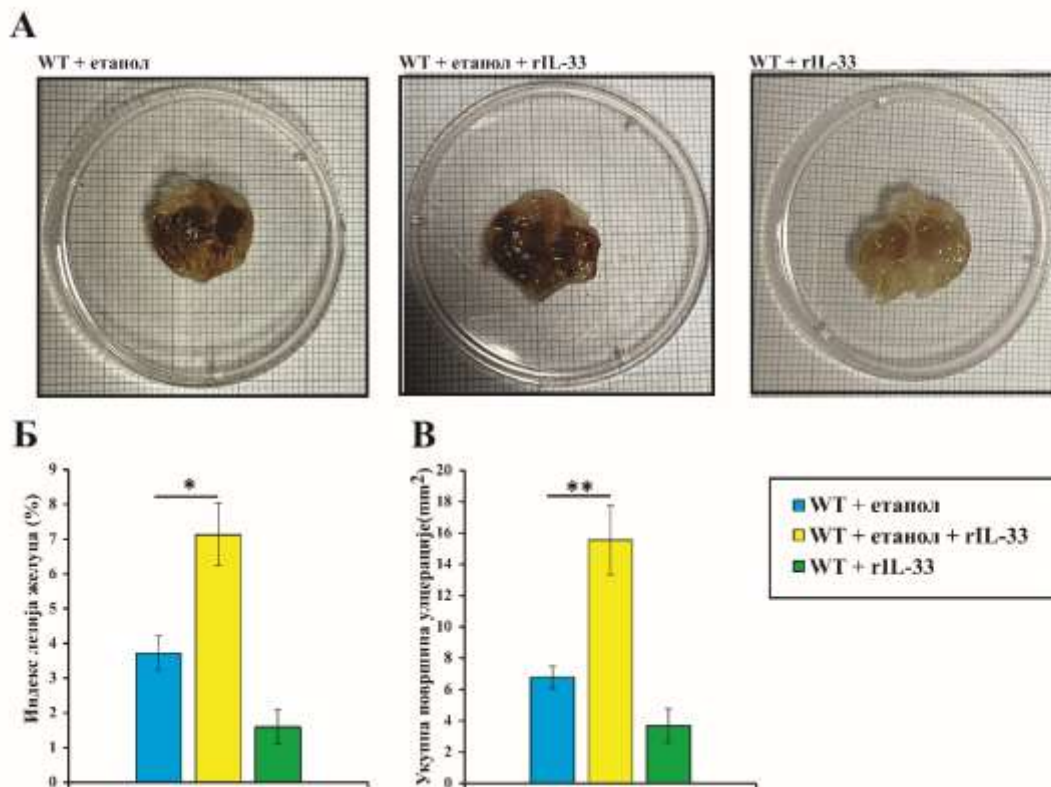 А
WT + етанол
WT + етанол + rIL-33
WT + rIL-33
Б
Индекс лезија желуца (%)
9
8
7
6
5
4
3
2
1
0
*
В
Укупна површина улцерације(mm²)
20
18
16
14
12
10
8
6
4
2
0
**
WT + етанол
WT + етанол + rIL-33
WT + rIL-33